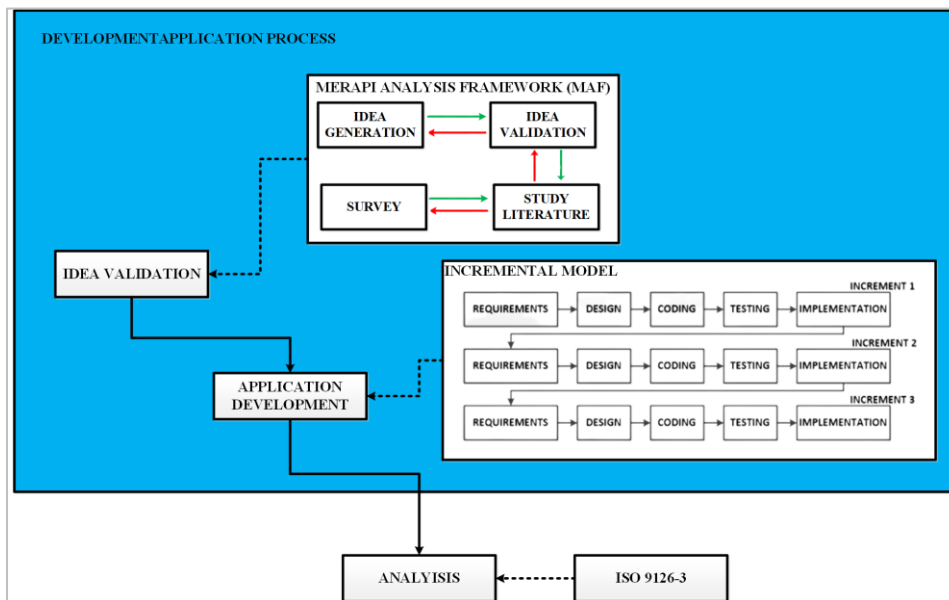 DEVELOPMENTAPPLICATION PROCESS
MERAPI ANALYSIS FRAMEWORK (MAF)
IDEA
GENERATION
IDEA
VALIDATION
SURVEY
STUDY
LITERATURE
IDEA VALIDATION
INCREMENTAL MODEL
INCREMENT 1
REQUIREMENTS
DESIGN
CODING
TESTING
IMPLEMENTATION
INCREMENT 2
REQUIREMENTS
DESIGN
CODING
TESTING
IMPLEMENTATION
INCREMENT 3
REQUIREMENTS
DESIGN
CODING
TESTING
IMPLEMENTATION
APPLICATION
DEVELOPMENT
ANALYISIS
ISO 9126-3